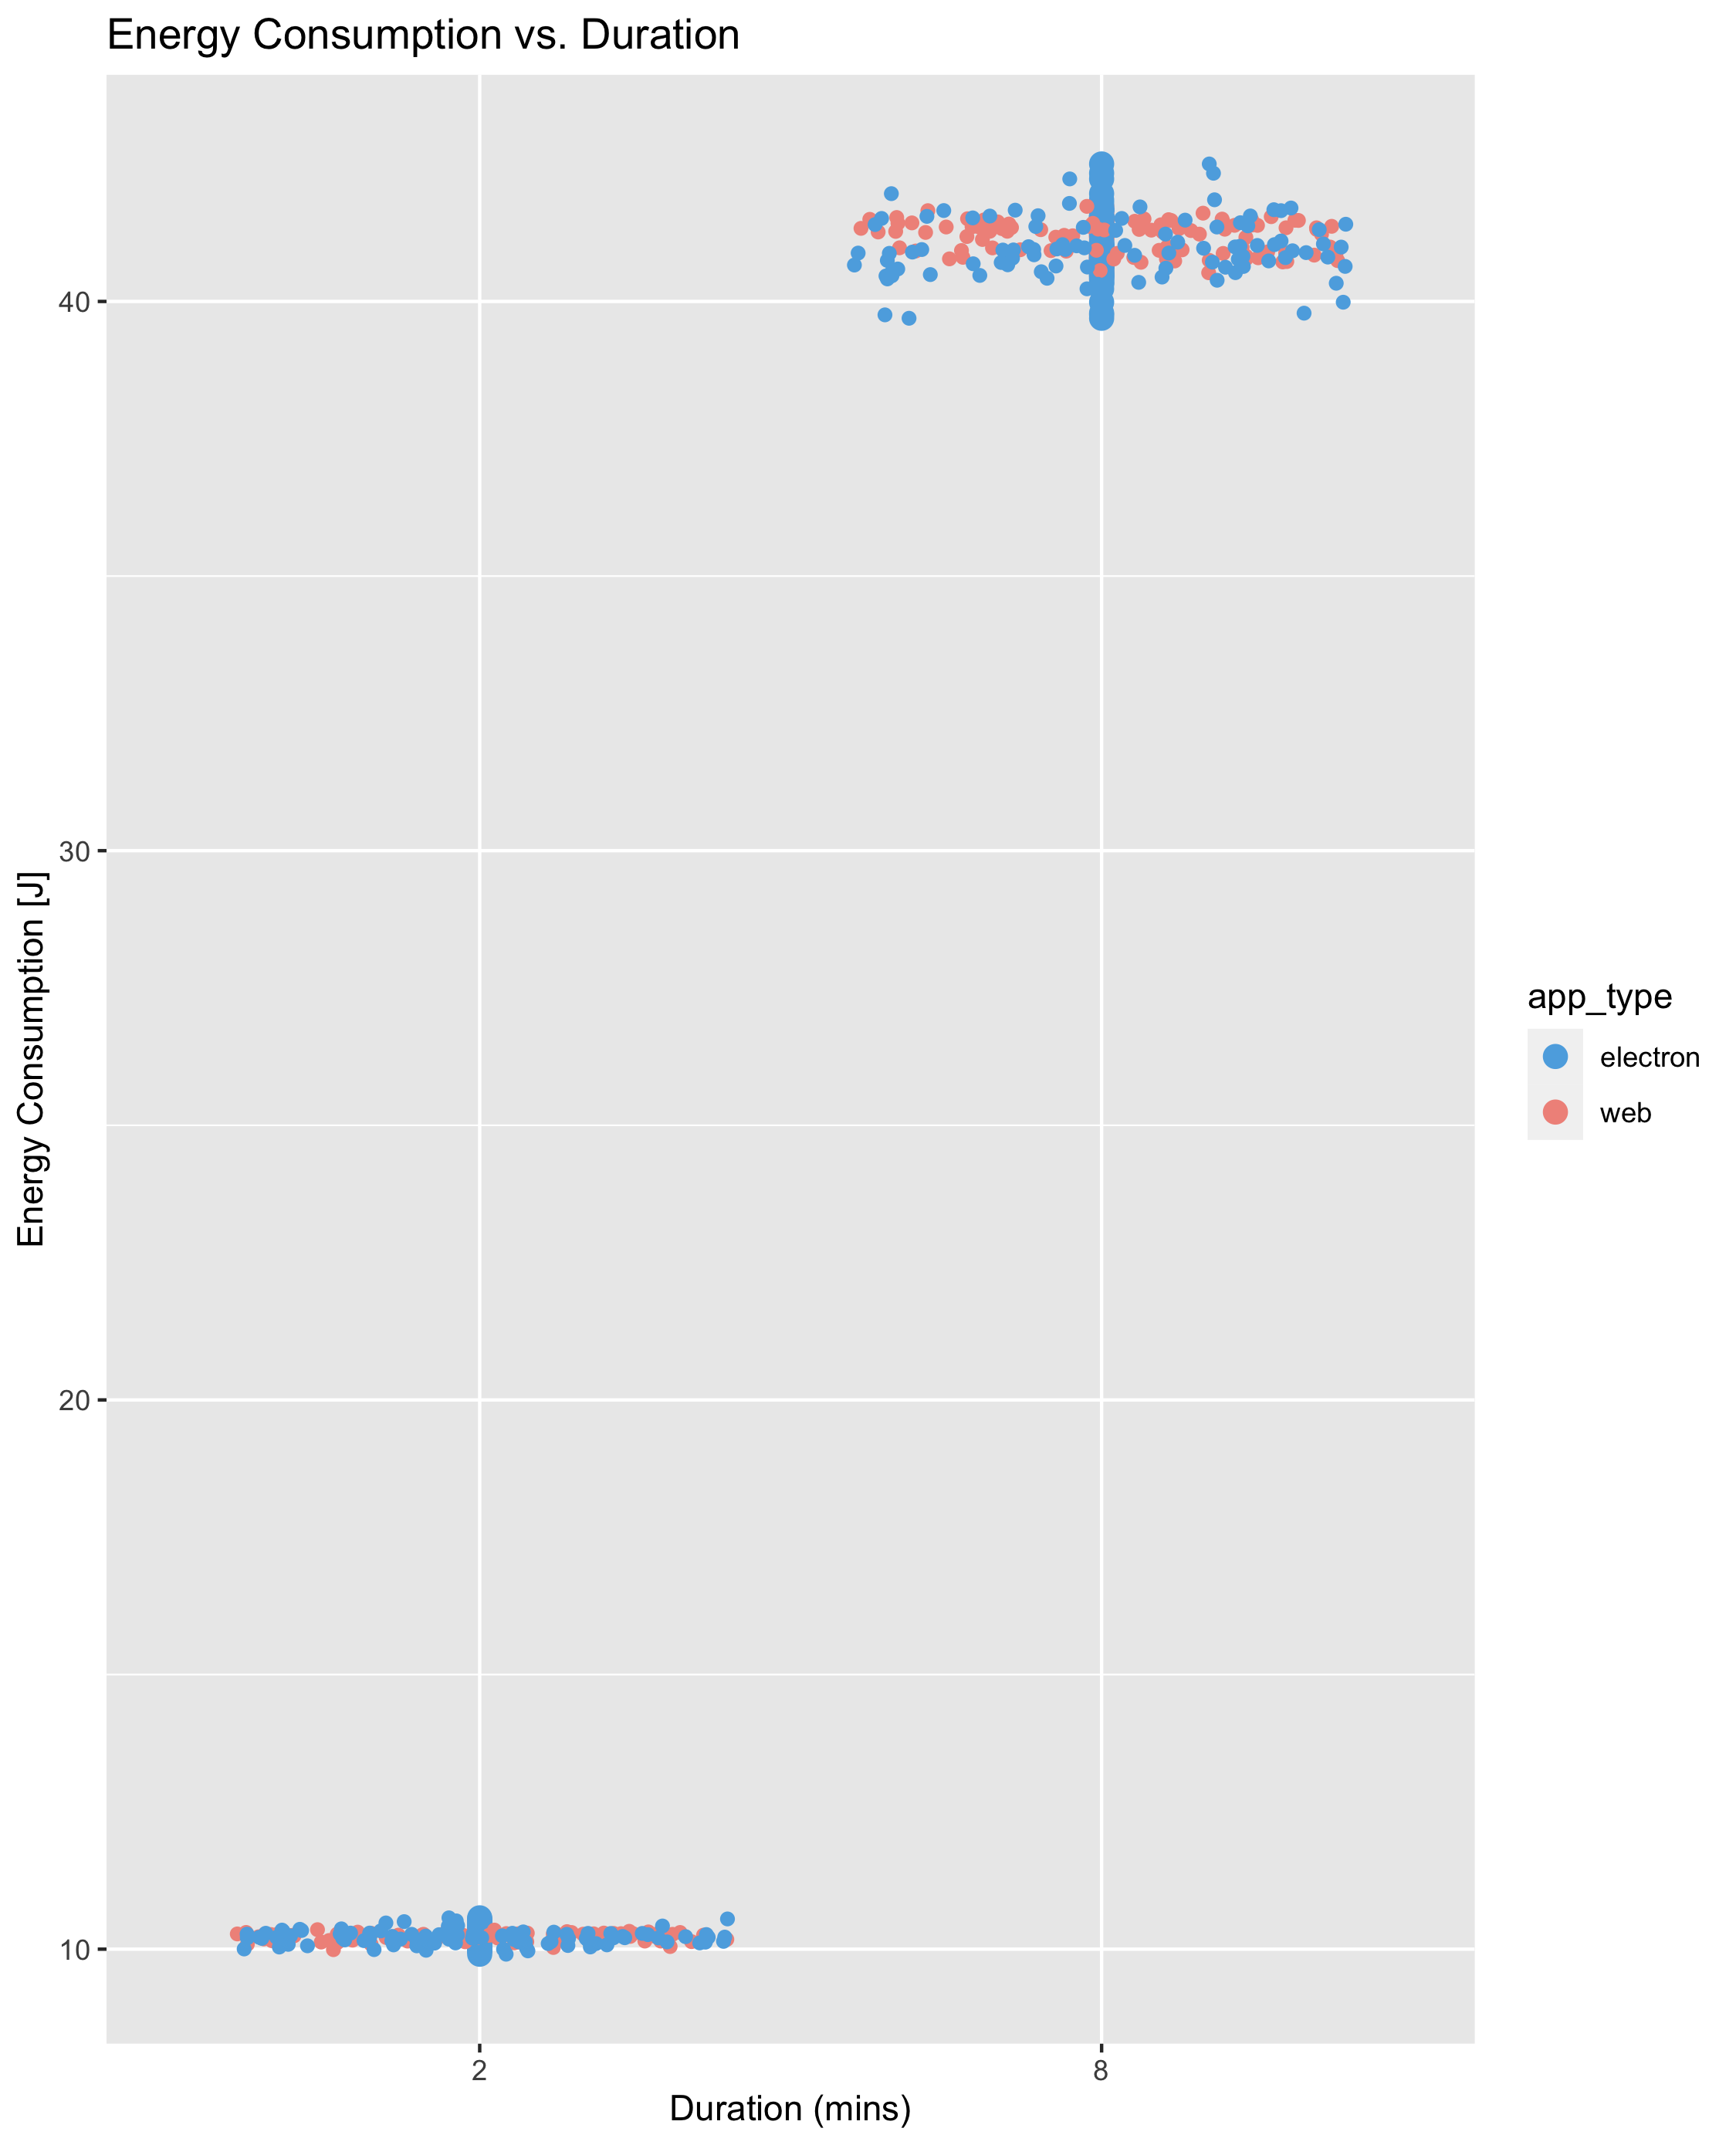 Energy Consumption vs. Duration
Energy Consumption [J]
40
30
20
10
2
8
Duration (mins)
app_type
electron
web